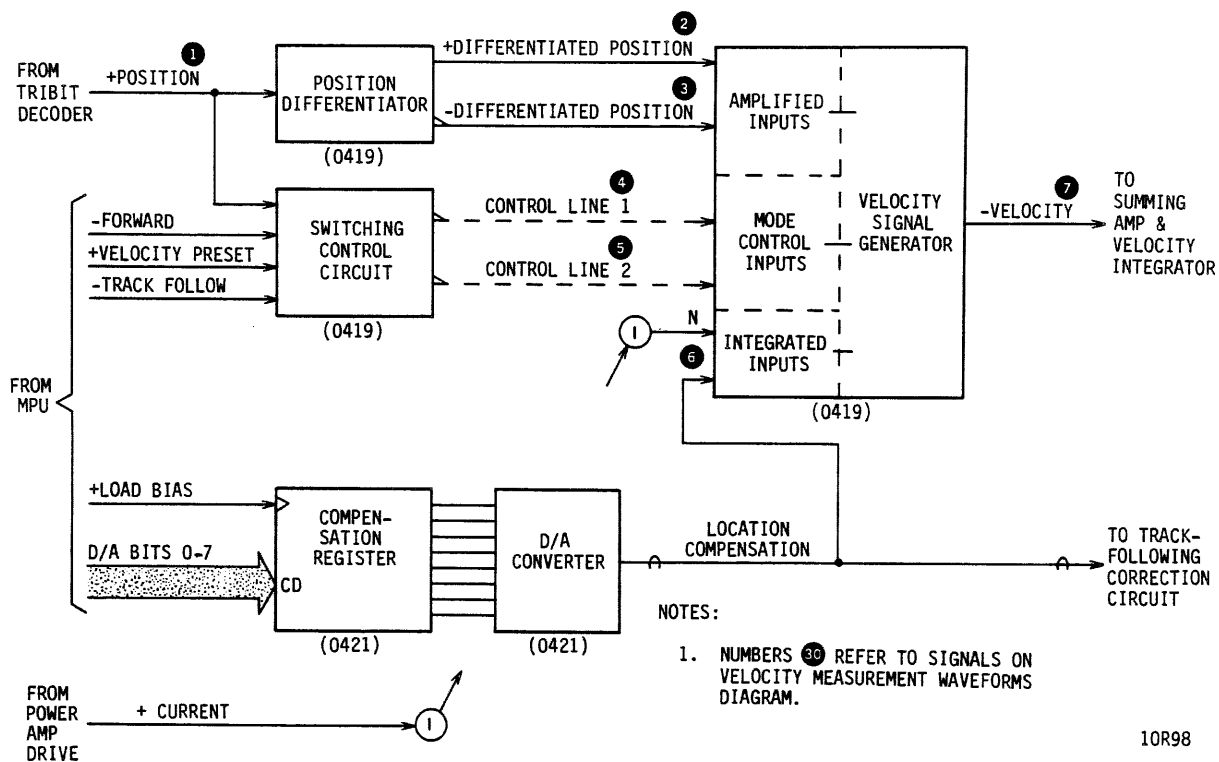 FROM
TRIBIT
DECODER
+POSITION
1
POSITION
DIFFERENTIATOR
(0419)
+DIFFERENTIATED POSITION
2
-DIFFERENTIATED POSITION
3
AMPLIFIED
INPUTS
MODE
CONTROL
INPUTS
INTEGRATED
INPUTS
VELOCITY
SIGNAL
GENERATOR
(0419)
-VELOCITY
7
TO
SUMMING
AMP &
VELOCITY
INTEGRATOR
-FORWARD
+VELOCITY PRESET
-TRACK FOLLOW
SWITCHING
CONTROL
CIRCUIT
(0419)
4
CONTROL LINE 1
5
CONTROL LINE 2
I
N
6
FROM
MPU
+LOAD BIAS
D/A BITS 0-7
CD
COMPEN-
SATION
REGISTER
(0421)
D/A
CONVERTER
(0421)
LOCATION
COMPENSATION
TO TRACK-
FOLLOWING
CORRECTION
CIRCUIT
NOTES:
1. NUMBERS 30 REFER TO SIGNALS ON
VELOCITY MEASUREMENT WAVEFORMS
DIAGRAM.
FROM
POWER
AMP
DRIVE
+ CURRENT
I
10R98